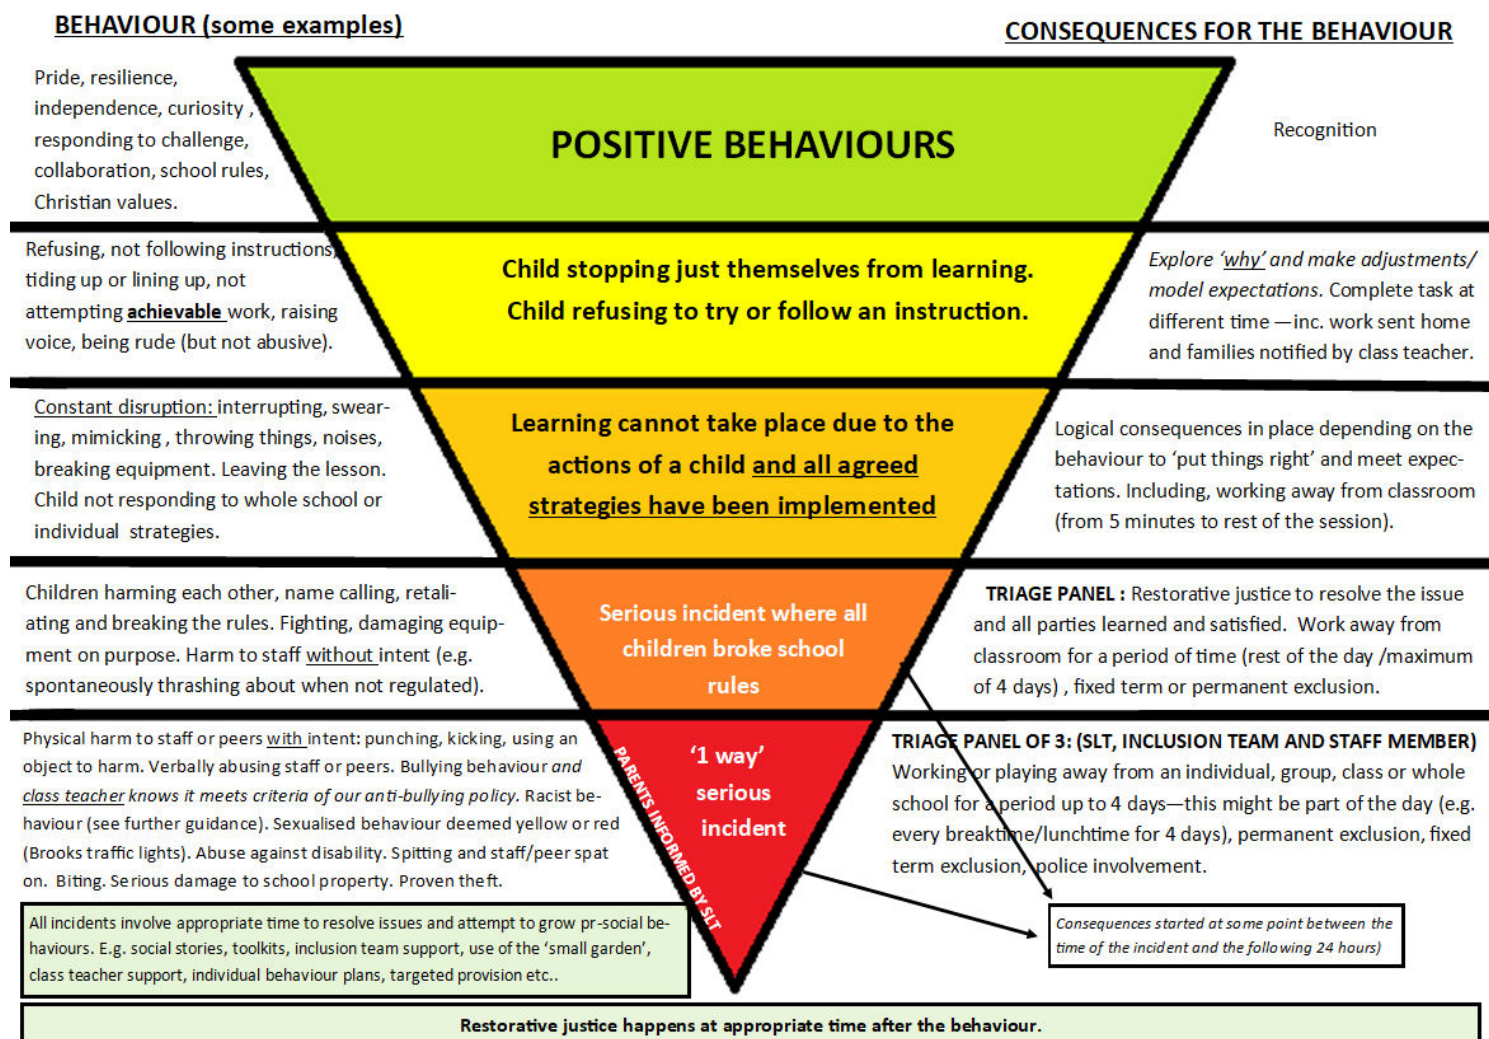 BEHAVIOUR (some examples)
CONSEQUENCES FOR THE BEHAVIOUR
Pride, resilience,
independence, curiosity ,
responding to challenge,
collaboration, school rules,
Christian values.
POSITIVE BEHAVIOURS
Recognition
Refusing, not following instructions,
tiding up or lining up, not
attempting achievable work, raising
voice, being rude (but not abusive).
Child stopping just themselves from learning.
Child refusing to try or follow an instruction.
Explore ‘why’ and make adjustments/
model expectations. Complete task at
different time —inc. work sent home
and families notified by class teacher.
Constant disruption: interrupting, swear-
ing, mimicking , throwing things, noises,
breaking equipment. Leaving the lesson.
Child not responding to whole school or
individual strategies.
Learning cannot take place due to the
actions of a child and all agreed
strategies have been implemented
Logical consequences in place depending on the
behaviour to ‘put things right’ and meet expec-
tations. Including, working away from classroom
(from 5 minutes to rest of the session).
Children harming each other, name calling, retali-
ating and breaking the rules. Fighting, damaging equip-
ment on purpose. Harm to staff without intent (e.g.
spontaneously thrashing about when not regulated).
Serious incident where all
children broke school
rules
TRIAGE PANEL : Restorative justice to resolve the issue
and all parties learned and satisfied. Work away from
classroom for a period of time (rest of the day /maximum
of 4 days) , fixed term or permanent exclusion.
Physical harm to staff or peers with intent: punching, kicking, using an
object to harm. Verbally abusing staff or peers. Bullying behaviour and
class teacher knows it meets criteria of our anti-bullying policy. Racist be-
haviour (see further guidance). Sexualised behaviour deemed yellow or red
(Brooks traffic lights). Abuse against disability. Spitting and staff/peer spat
on. Biting. Serious damage to school property. Proven theft.
PARENTS INFORMED BY SLT
‘1 way’
serious
incident
TRIAGE PANEL OF 3: (SLT, INCLUSION TEAM AND STAFF MEMBER)
Working or playing away from an individual, group, class or whole
school for a period up to 4 days—this might be part of the day (e.g.
every breaktime/lunchtime for 4 days), permanent exclusion, fixed
term exclusion, police involvement.
All incidents involve appropriate time to resolve issues and attempt to grow pr-social be-
haviours. E.g. social stories, toolkits, inclusion team support, use of the ‘small garden’,
class teacher support, individual behaviour plans, targeted provision etc..
Consequences started at some point between the
time of the incident and the following 24 hours)
Restorative justice happens at appropriate time after the behaviour.